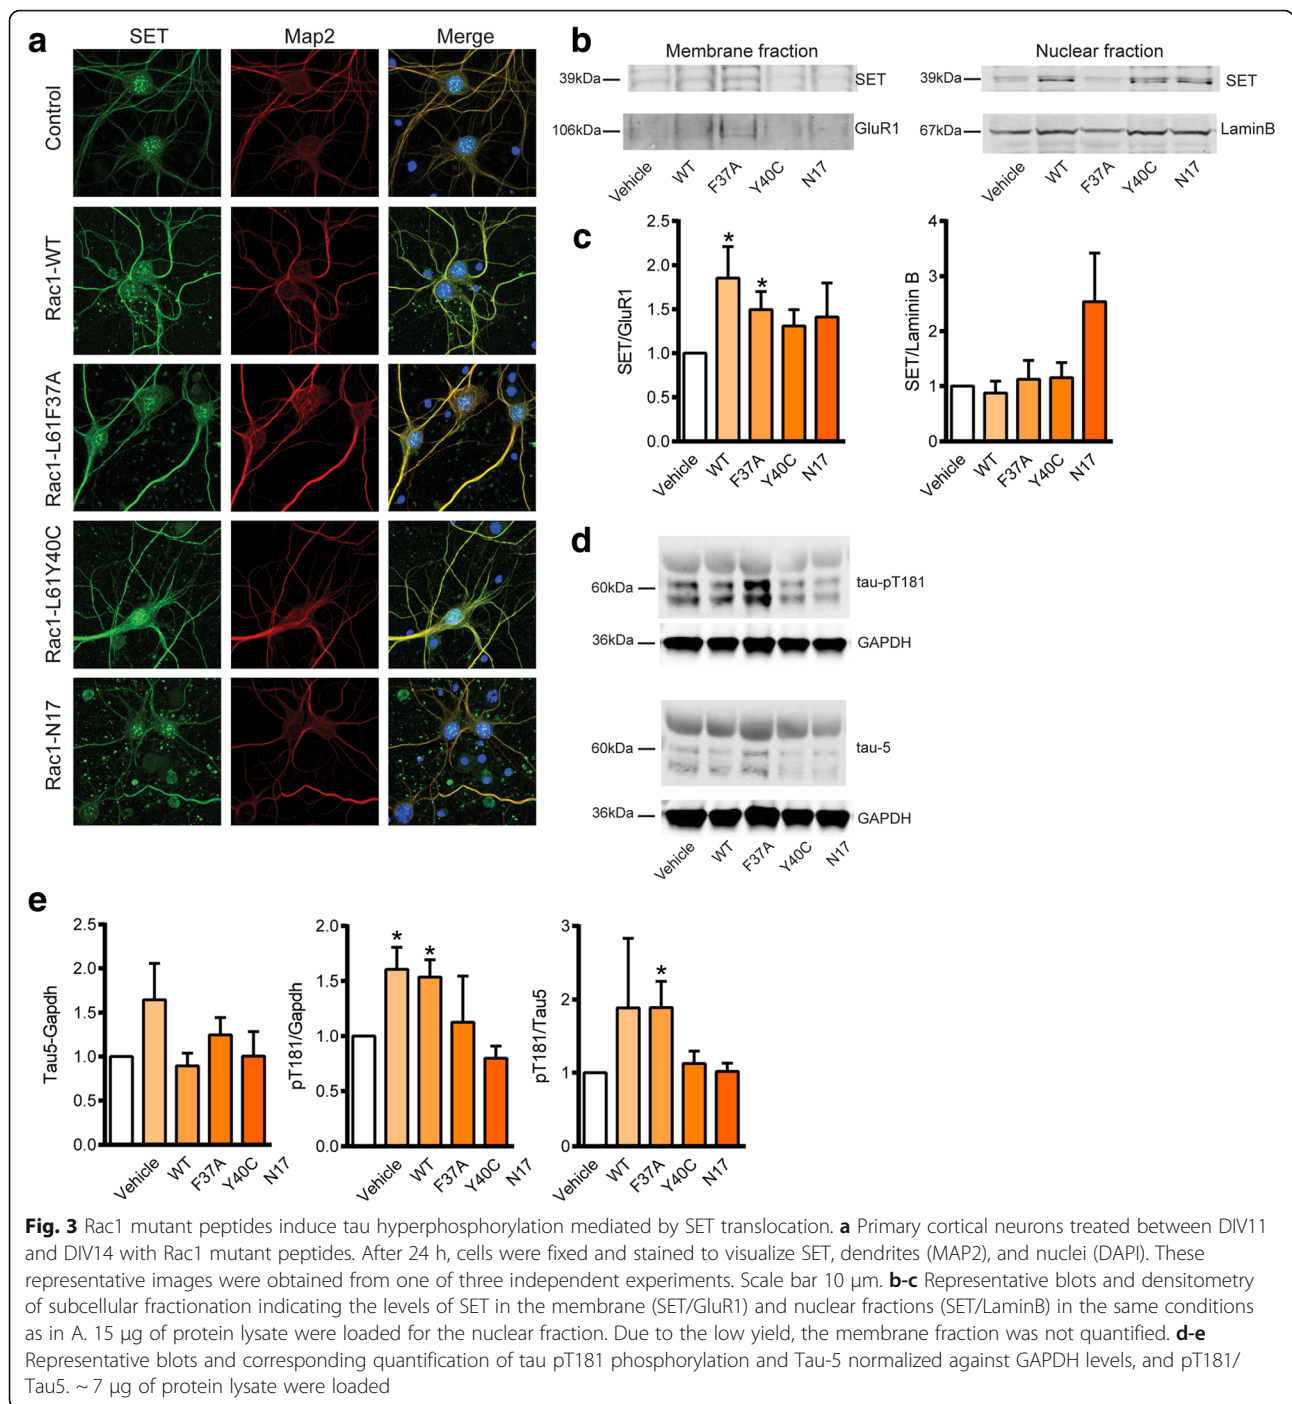 a
SET Map2 Merge
Control
Rac1-WT
Rac1-L61F37A
Rac1-L61Y40C
Rac1-N17
b
Membrane fraction
39kDa SET
106kDa GluR1
Vehicle WT F37A Y40C N17
Nuclear fraction
39kDa SET
67kDa LaminB
Vehicle WT F37A Y40C N17
c
SET/GluR1
2.5
2.0
1.5
1.0
0.5
0.0
* *
Vehicle WT F37A Y40C N17
SET/Laminin B
4
3
2
1
0
Vehicle WT F37A Y40C N17
d
60kDa tau-pT181
36kDa GAPDH
60kDa tau-5
36kDa GAPDH
Vehicle WT F37A Y40C N17
e
Tau5-Gapdh
2.5
2.0
1.5
1.0
0.5
0.0
Vehicle WT F37A Y40C N17
pT181/Gapdh
2.0
1.5
1.0
0.5
0.0
* *
Vehicle WT F37A Y40C N17
pT181/Tau5
3
2
1
0
*
Vehicle WT F37A Y40C N17
Fig. 3 Rac1 mutant peptides induce tau hyperphosphorylation mediated by SET translocation. a Primary cortical neurons treated between DIV11
and DIV14 with Rac1 mutant peptides. After 24 h, cells were fixed and stained to visualize SET, dendrites (MAP2), and nuclei (DAPI). These
representative images were obtained from one of three independent experiments. Scale bar 10 μm. b-c Representative blots and densitometry
of subcellular fractionation indicating the levels of SET in the membrane (SET/GluR1) and nuclear fractions (SET/LaminB) in the same conditions
as in A. 15 μg of protein lysate were loaded for the nuclear fraction. Due to the low yield, the membrane fraction was not quantified. d-e
Representative blots and corresponding quantification of tau pT181 phosphorylation and Tau-5 normalized against GAPDH levels, and pT181/
Tau5. ~ 7 μg of protein lysate were loaded